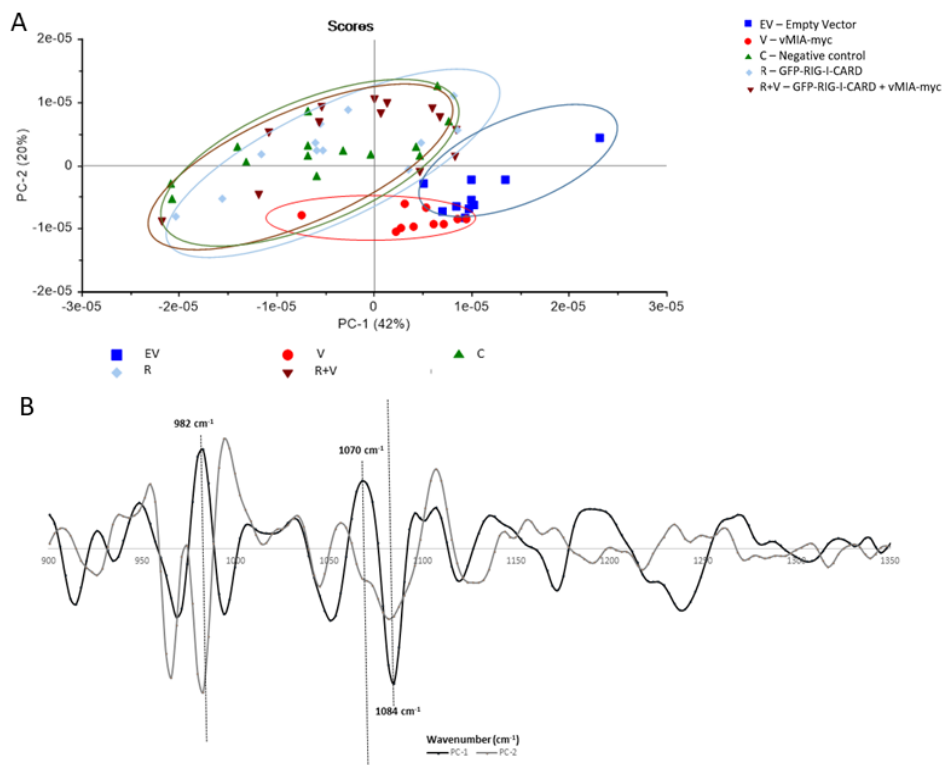 A
Scores
EV – Empty Vector
V – vMIA-myc
C – Negative control
R – GFP-RIG-I-CARD
R+V – GFP-RIG-I-CARD + vMIA-myc
2e-05
1e-05
0
-1e-05
-2e-05
PC-2 (20%)
-3e-05 -2e-05 -1e-05 0 1e-05 2e-05 3e-05
PC-1 (42%)
EV V C
R R+V
B
982 cm-1
1070 cm-1
900 950 1000 1050 1100 1150 1200 1250 1300 1350
1084 cm-1
Wavenumber (cm-1)
PC-1 PC-2